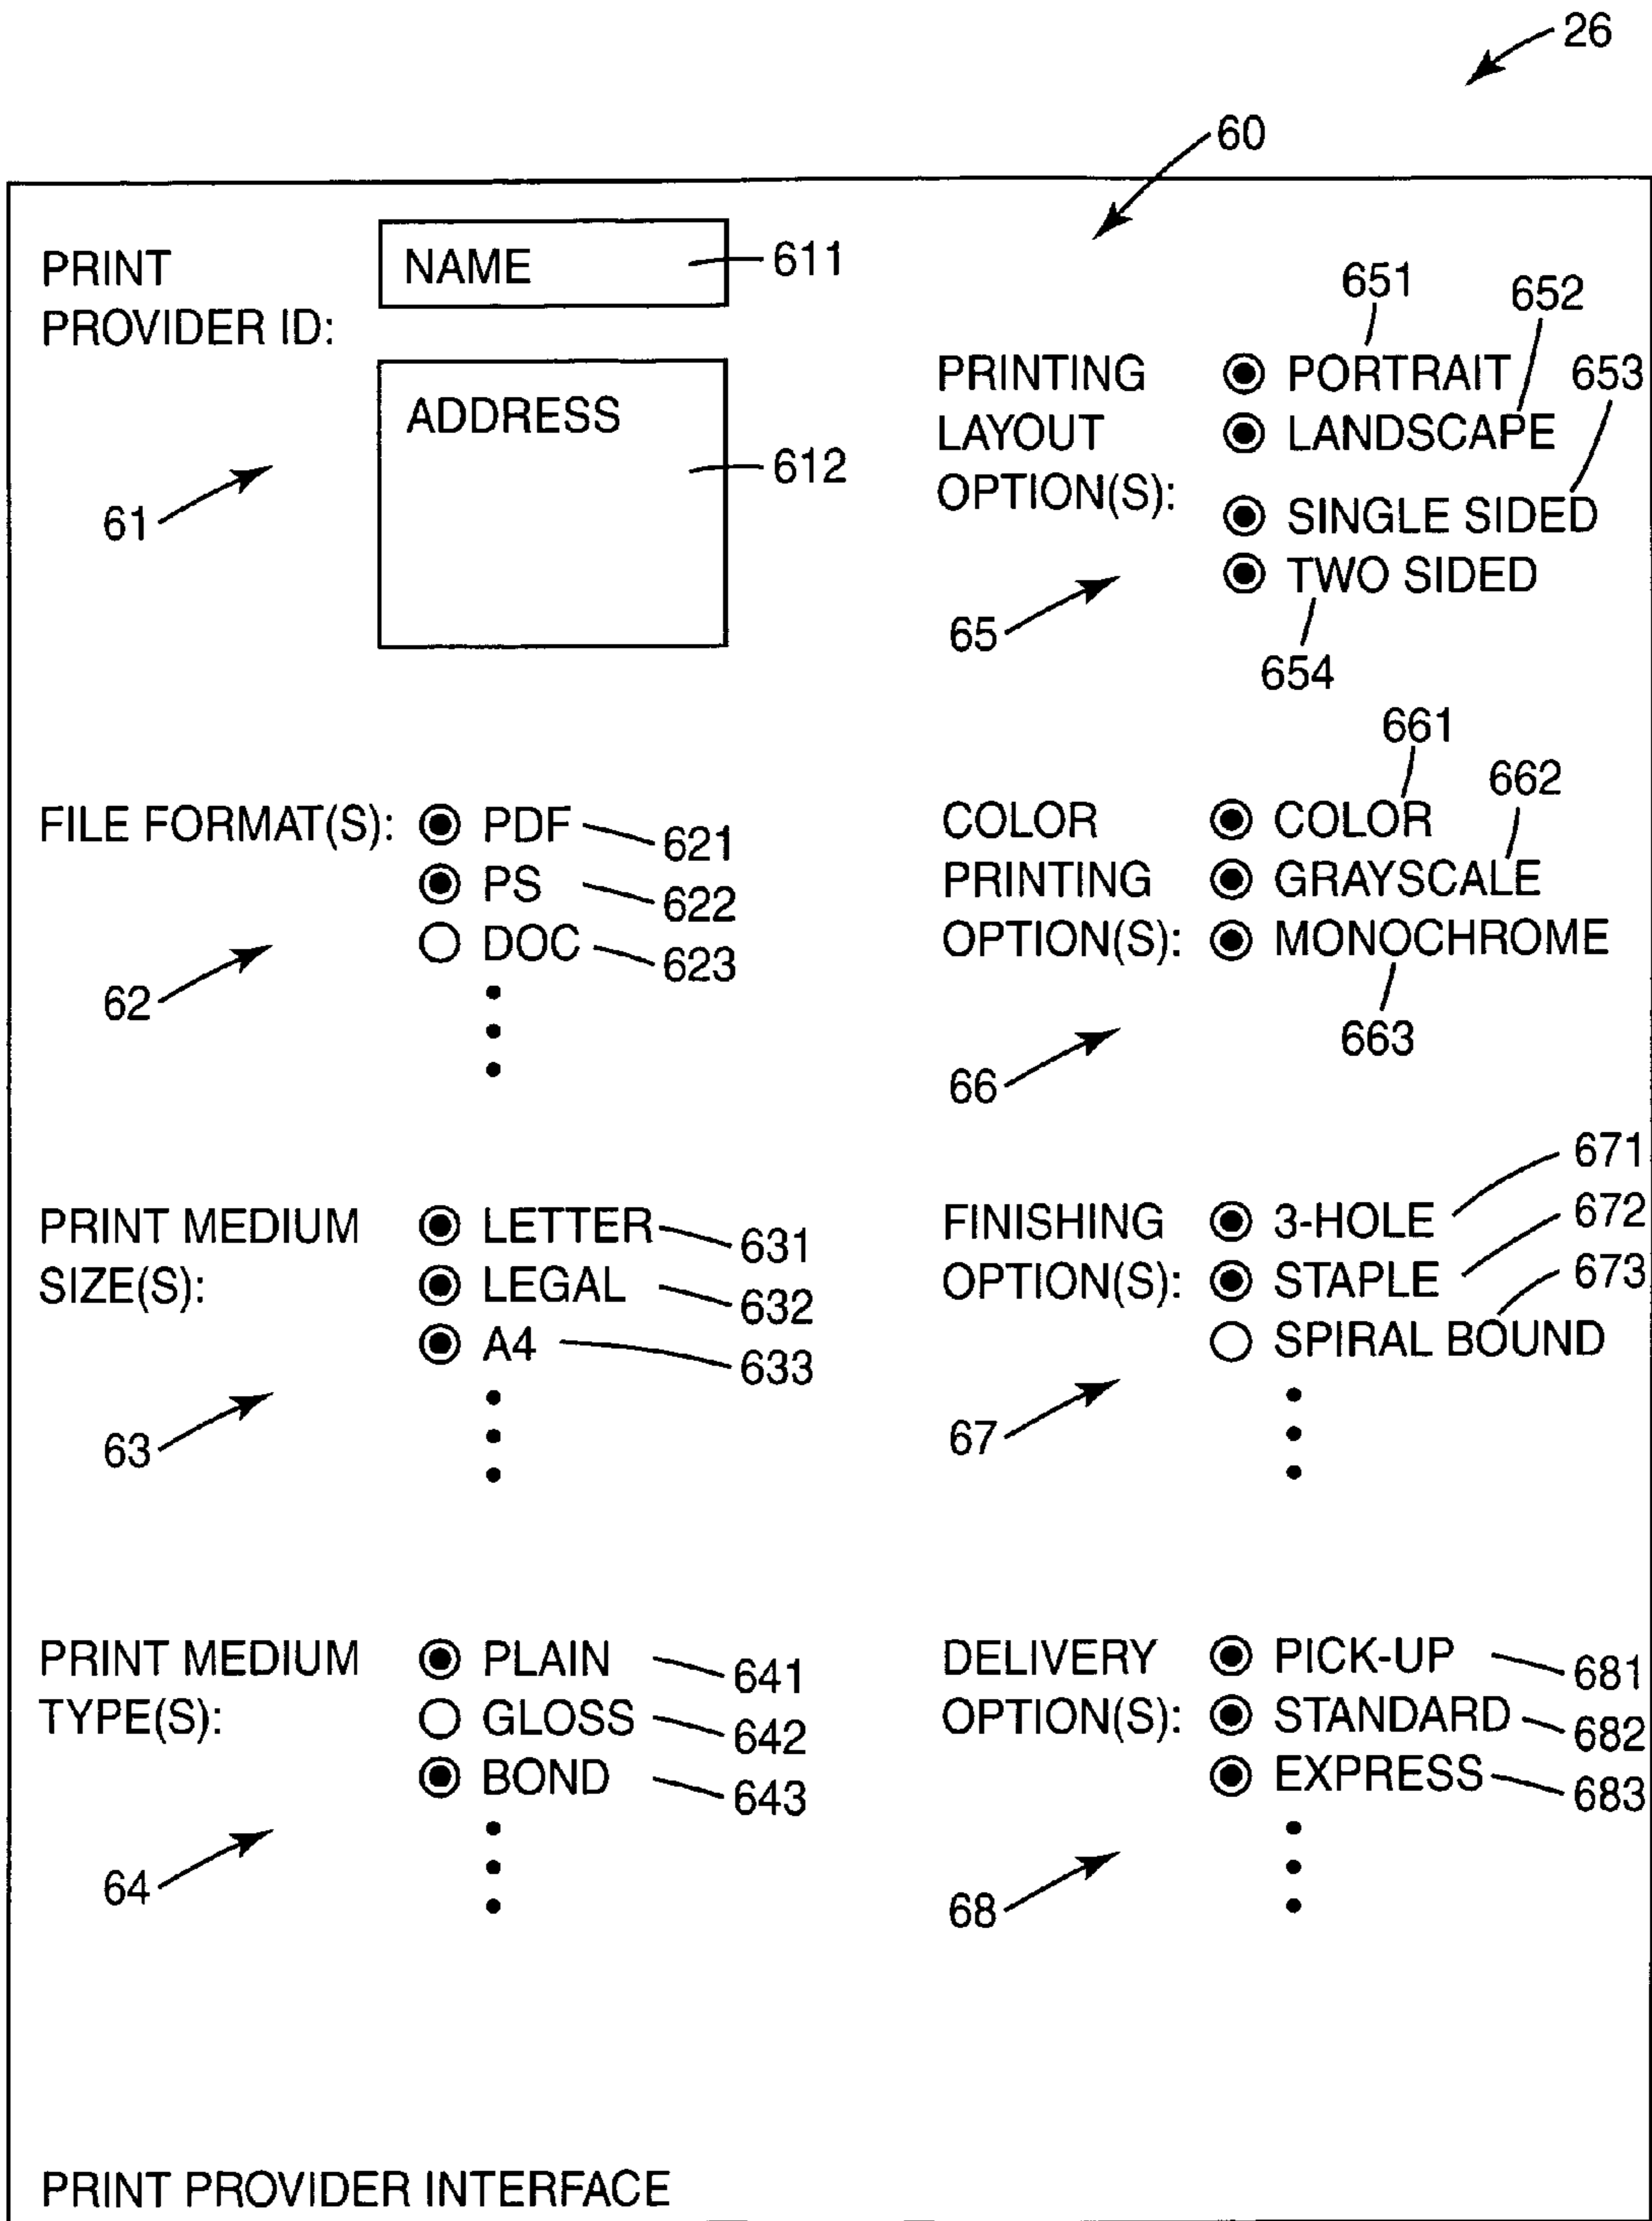 26
60
PRINT
PROVIDER ID:
NAME
611
ADDRESS
612
61
FILE FORMAT(S):
PDF
621
PS
622
DOC
623
62
PRINT MEDIUM
SIZE(S):
LETTER
631
LEGAL
632
A4
633
63
PRINT MEDIUM
TYPE(S):
PLAIN
641
GLOSS
642
BOND
643
64
651
652
PRINTING
LAYOUT
OPTION(S):
PORTRAIT
653
LANDSCAPE
SINGLE SIDED
TWO SIDED
65
654
661
662
COLOR
PRINTING
OPTION(S):
COLOR
GRAYSCALE
MONOCHROME
663
66
FINISHING
OPTION(S):
3-HOLE
671
STAPLE
672
SPIRAL BOUND
673
67
DELIVERY
OPTION(S):
PICK-UP
681
STANDARD
682
EXPRESS
683
68
PRINT PROVIDER INTERFACE